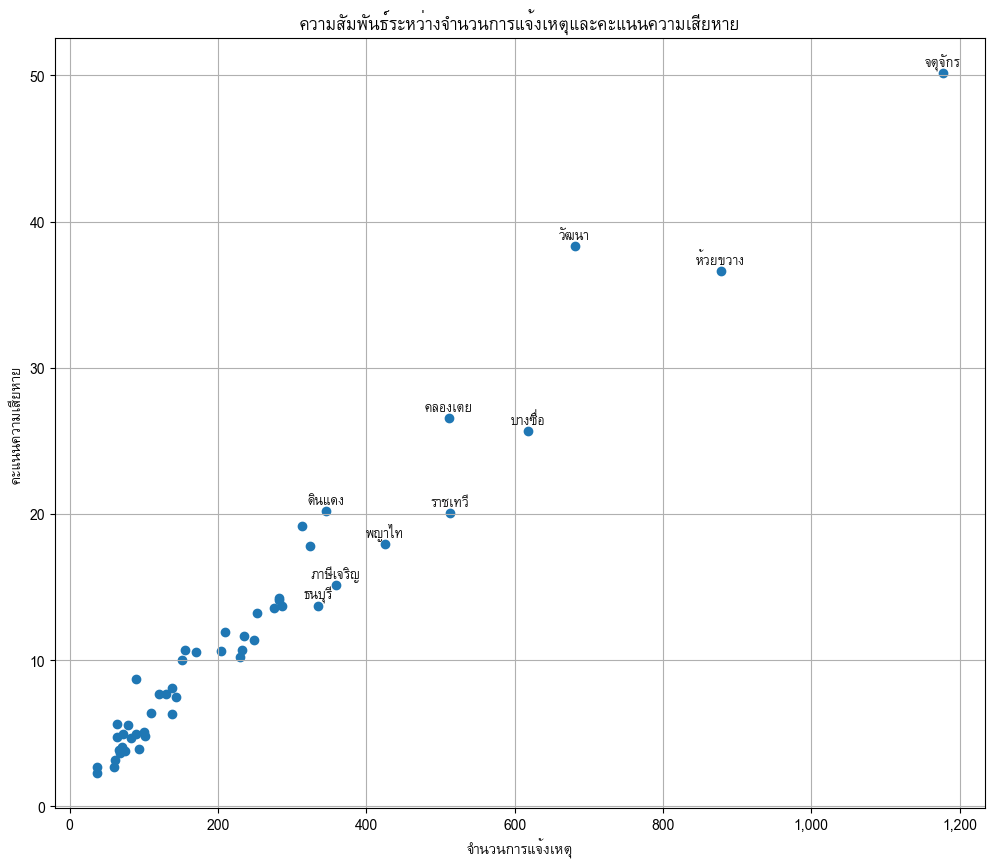 ความสัมพันธ์ระหว่างจำนวนการแจ้งเหตุและคะแนนความเสียหาย
จตุจักร
50
วัฒนา
40
ห้วยขวาง
30
คลองเตย
บางซื่อ
คะแนนความเสียหาย
ดินแดง
ราชเทวี
20
พญาไท
ภาษีเจริญ
ธนบุรี
10
0
0 200 400 600 800 1,000 1,200
จำนวนการแจ้งเหตุ